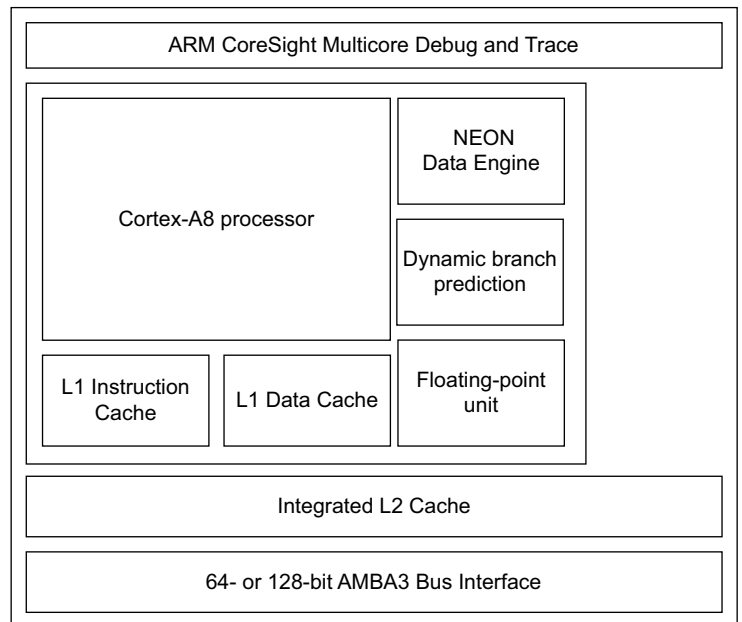 ARM CoreSight Multicore Debug and Trace
Cortex-A8 processor
NEON
Data Engine
Dynamic branch
prediction
L1 Instruction
Cache
L1 Data Cache
Floating-point
unit
Integrated L2 Cache
64- or 128-bit AMBA3 Bus Interface